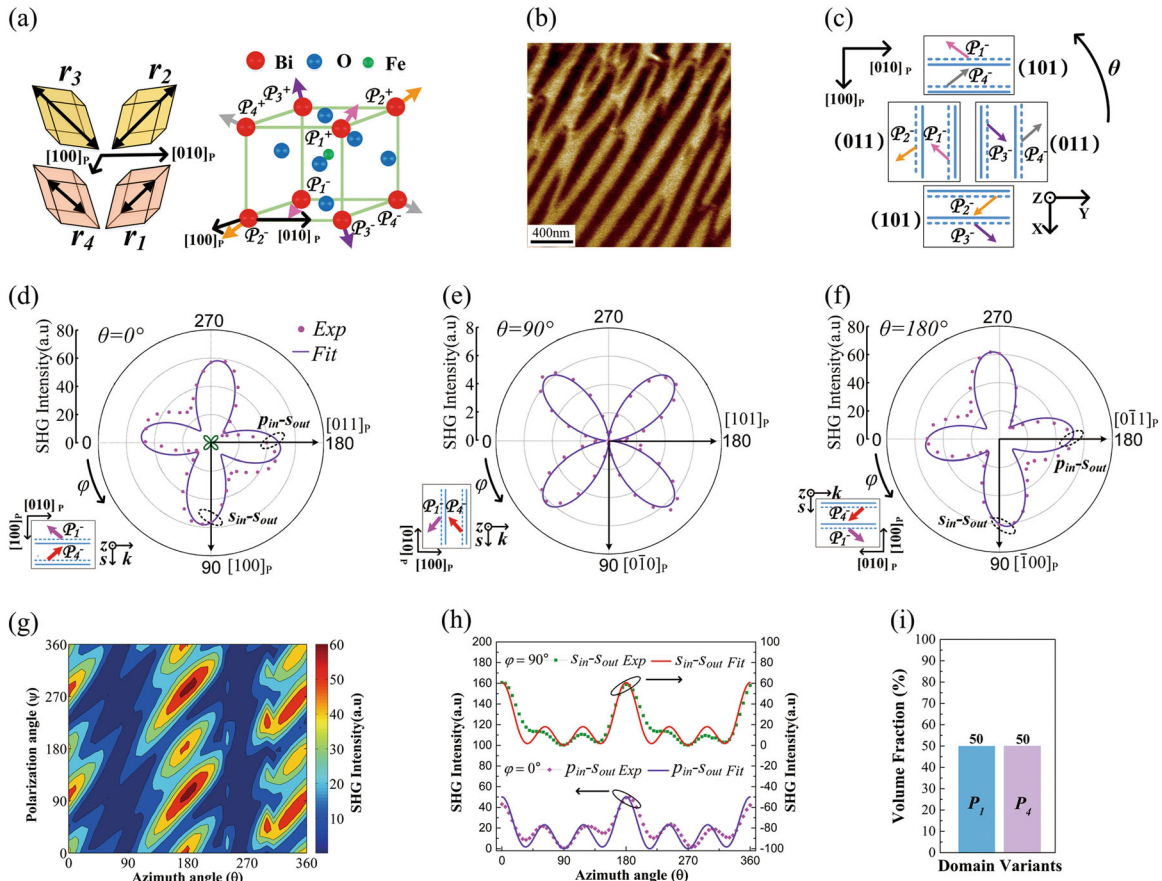 (a)
r3
r2
[100]P
[010]P
r4
r1
Bi
O
Fe
P4+
P3+
P2+
P1+
P1-
P4-
[100]P
P2-
[010] P
P3-
(b)
400nm
(c)
[010] P
[100]P
P1-
P4-
(101)
θ
(011)
P2-
P1-
P3-
P4-
(011)
(101)
P2-
P3-
Z
Y
X
(d)
SHG Intensity(a.u)
80
60
40
20
0
θ=0°
270
Exp
Fit
pin-sout
[011]P
180
φ
sin-sout
90 [100]P
[010] P
[100]P
P1-
P4-
z
s
k
(e)
SHG Intensity(a.u)
8
6
4
2
0
θ=90°
270
[101]P
180
φ
90 [01̄0]P
P1-
P4-
[010]P
[100]P
z
s
k
(f)
SHG Intensity(a.u)
80
60
40
20
0
θ=180°
270
[01̄1]P
180
pin-sout
φ
sin-sout
90 [1̄00]P
z
k
s
P4-
P1-
[100]P
[010]P
(g)
Polarization angle (ψ)
360
270
180
90
0
0 90 180 270 360
Azimuth angle (θ)
60
50
40
30
20
10
SHG Intensity(a.u)
(h)
SHG Intensity(a.u) SHG Intensity(a.u)
200
180
160
140
120
100
80
60
40
20
0
φ = 90° sin-sout Exp sin-sout Fit
φ=0° pin-sout Exp pin-sout Fit
100
80
60
40
20
0
-20
-40
-60
-80
-100
SHG Intensity(a.u)
0 90 180 270 360
Azimuth angle (θ)
(i)
Volume Fraction (%)
100
90
80
70
60
50
40
30
20
10
0
50 50
P1 P4
Domain Variants